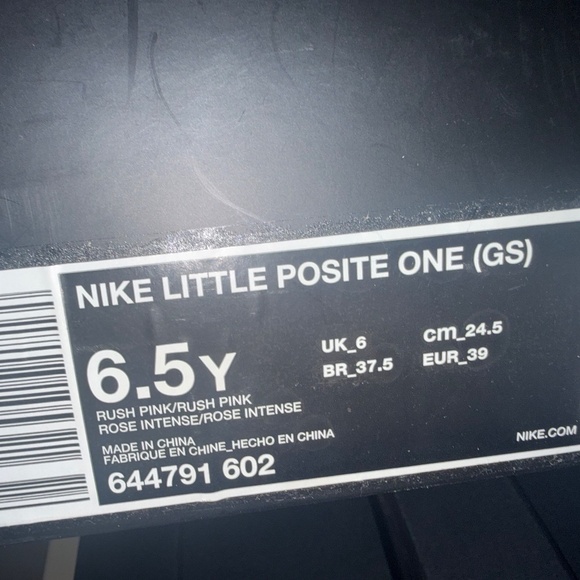 NIKE LITTLE POSITE ONE (GS)
6.5Y
UK_6 cm_24.5
BR_37.5 EUR_39
RUSH PINK/RUSH PINK
ROSE INTENSE/ROSE INTENSE
MADE IN CHINA
FABRIQUE EN CHINE_HECHO EN CHINA
644791 602
NIKE.COM